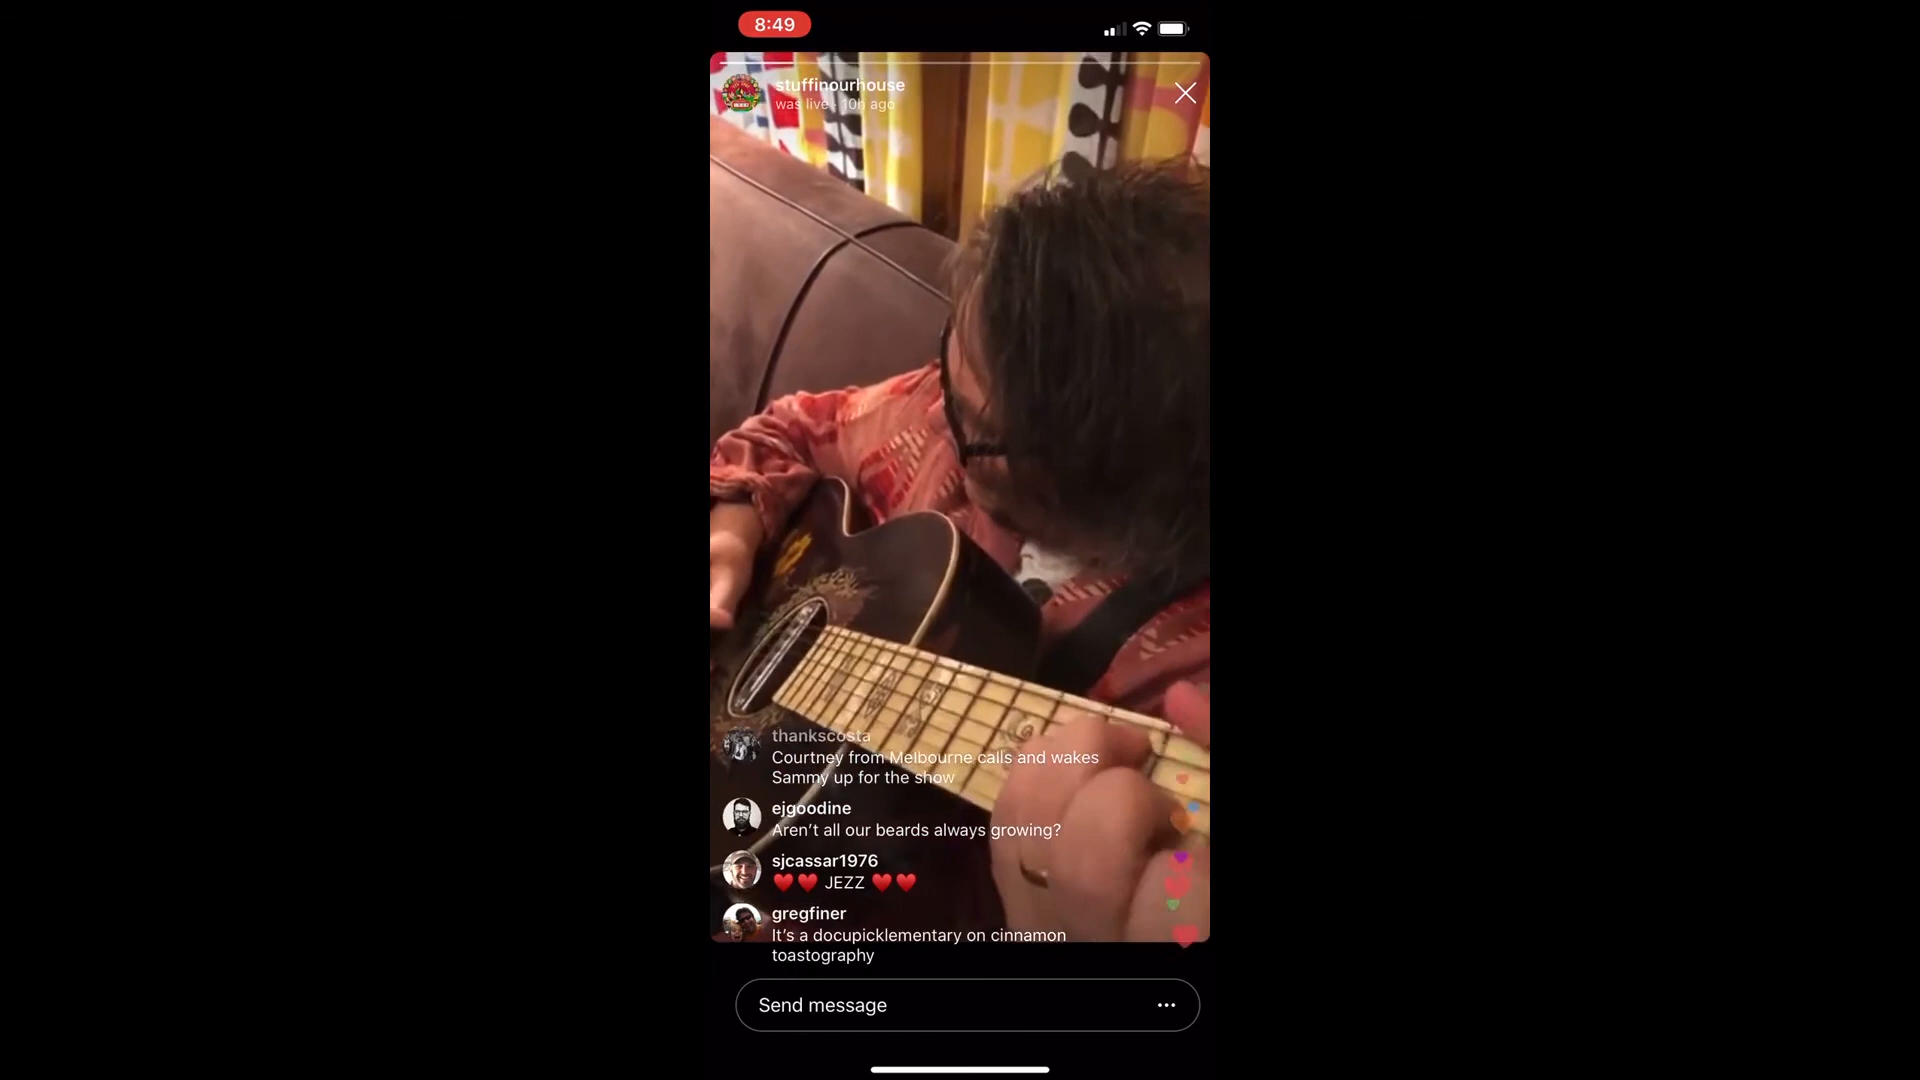 8:49
stuffinourhouse
was live · 10h ago
thankscosta
Courtney from Melbourne calls and wakes
Sammy up for the show
ejgoodine
Aren’t all our beards always growing?
sjcassar1976
❤️❤️ JEZZ ❤️❤️
gregfiner
It’s a docupicklementary on cinnamon
toastography
Send message